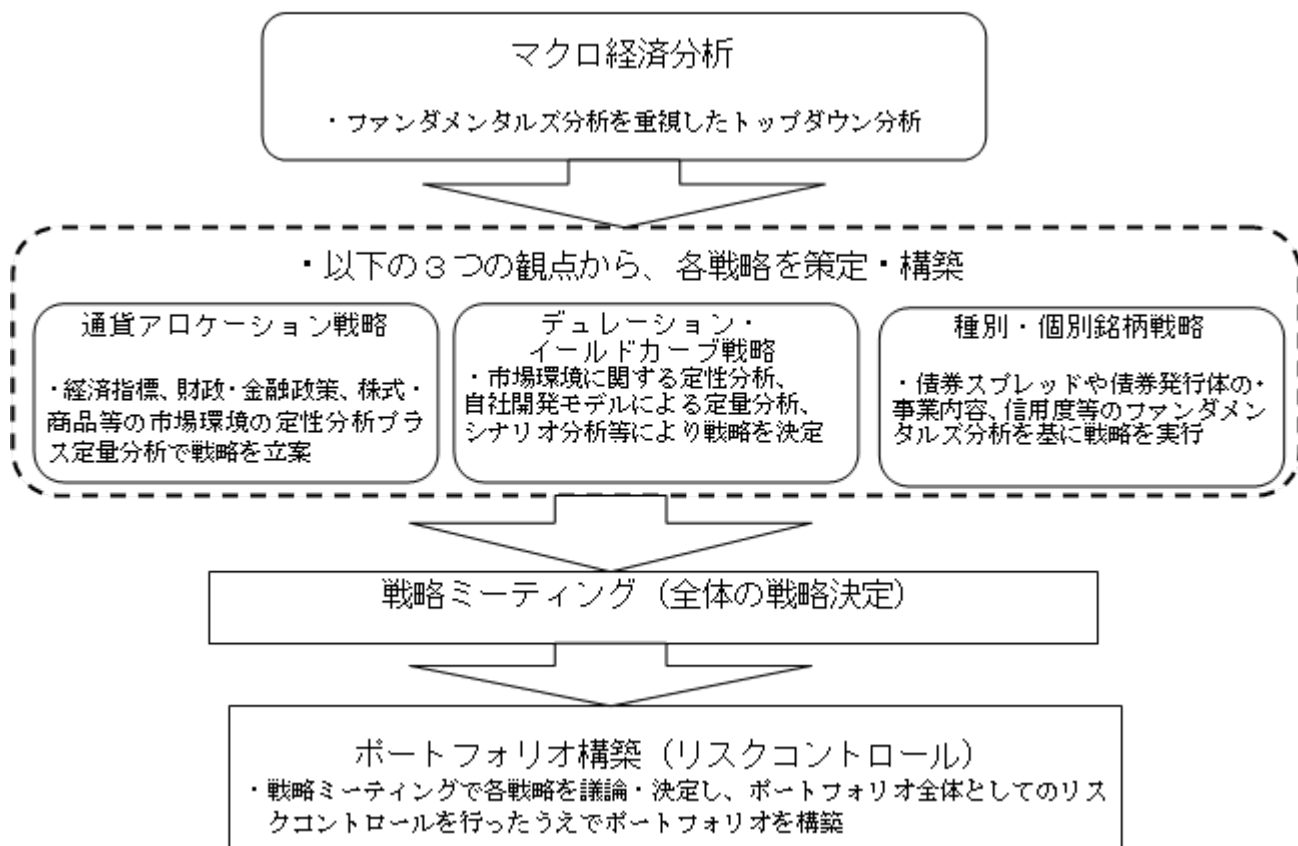 マクロ経済分析
・ファンダメンタルズ分析を重視したトップダウン分析
・以下の３つの観点から、各戦略を策定・構築
通貨アロケーション戦略
・経済指標、財政・金融政策、株式・
商品等の市場環境の定性分析プラ
ス定量分析で戦略を立案
デュレーション・
イールドカーブ戦略
・市場環境に関する定性分析、
自社開発モデルによる定量分析、
シナリオ分析等により戦略を決定
種別・個別銘柄戦略
・債券スプレッドや債券発行体の・
事業内容、信用度等のファンダメン
タルズ分析を基に戦略を実行
戦略ミーティング（全体の戦略決定）
ポートフォリオ構築（リスクコントロール）
・戦略ミーティングで各戦略を議論・決定し、ポートフォリオ全体としてのリス
クコントロールを行ったうえでポートフォリオを構築